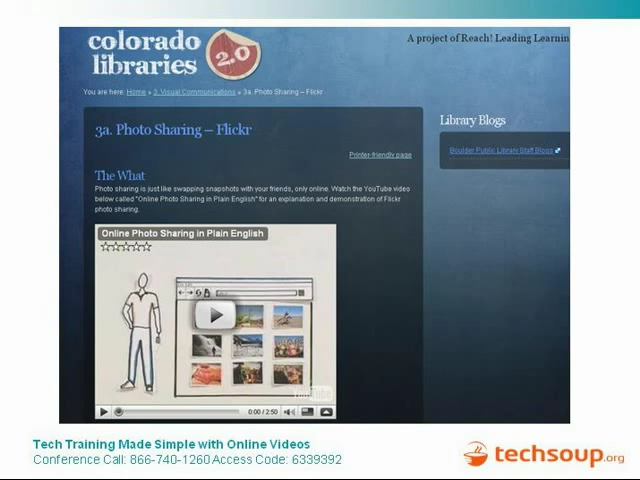 colorado
libraries 2.0
A project of Reach! Leading Learnin
You are here: Home » 3. Visual Communications » 3a. Photo Sharing – Flickr
3a. Photo Sharing – Flickr
Library Blogs
Printer-friendly page
Boulder Public Library Staff Blogs
The What
Photo sharing is just like swapping snapshots with your friends, only online. Watch the YouTube video
below called "Online Photo Sharing in Plain English" for an explanation and demonstration of Flickr
photo sharing.
Online Photo Sharing in Plain English
YouTube
0:00 / 2:50
Tech Training Made Simple with Online Videos
Conference Call: 866-740-1260 Access Code: 6339392
techsoup.org